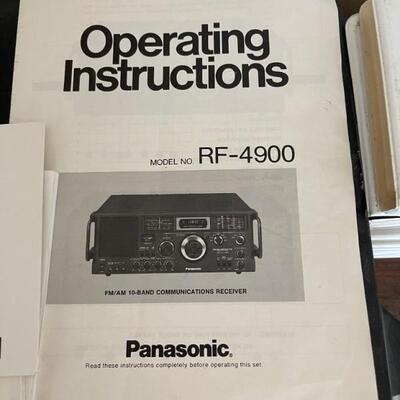 Operating
Instructions
MODEL NO. RF-4900
Panasonic
FM/AM 10-BAND COMMUNICATIONS RECEIVER
Panasonic®
Read these instructions completely before operating this set.